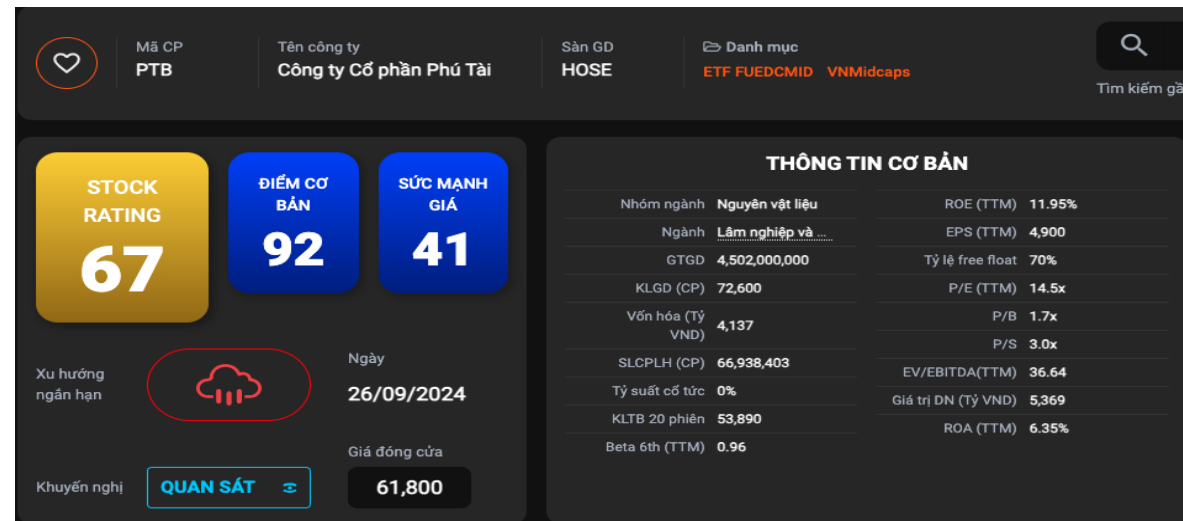 Mã CP
PTB
Tên công ty
Công ty Cổ phần Phú Tài
Sàn GD
HOSE
Danh mục
ETF FUEDCMID VNMidcaps
Tìm kiếm gầ
STOCK
RATING
67
ĐIỂM CƠ
BẢN
92
SỨC MẠNH
GIÁ
41
Xu hướng
ngắn hạn
Ngày
26/09/2024
Khuyến nghị
QUAN SÁT
Giá đóng cửa
61,800
THÔNG TIN CƠ BẢN
Nhóm ngành Nguyên vật liệu
Ngành Lâm nghiệp và ...
GTGD 4,502,000,000
KLGD (CP) 72,600
Vốn hóa (Tỷ
VND) 4,137
SLCPLH (CP) 66,938,403
Tỷ suất cổ tức 0%
KLTB 20 phiên 53,890
Beta 6th (TTM) 0.96
ROE (TTM) 11.95%
EPS (TTM) 4,900
Tỷ lệ free float 70%
P/E (TTM) 14.5x
P/B 1.7x
P/S 3.0x
EV/EBITDA(TTM) 36.64
Giá trị DN (Tỷ VND) 5,369
ROA (TTM) 6.35%